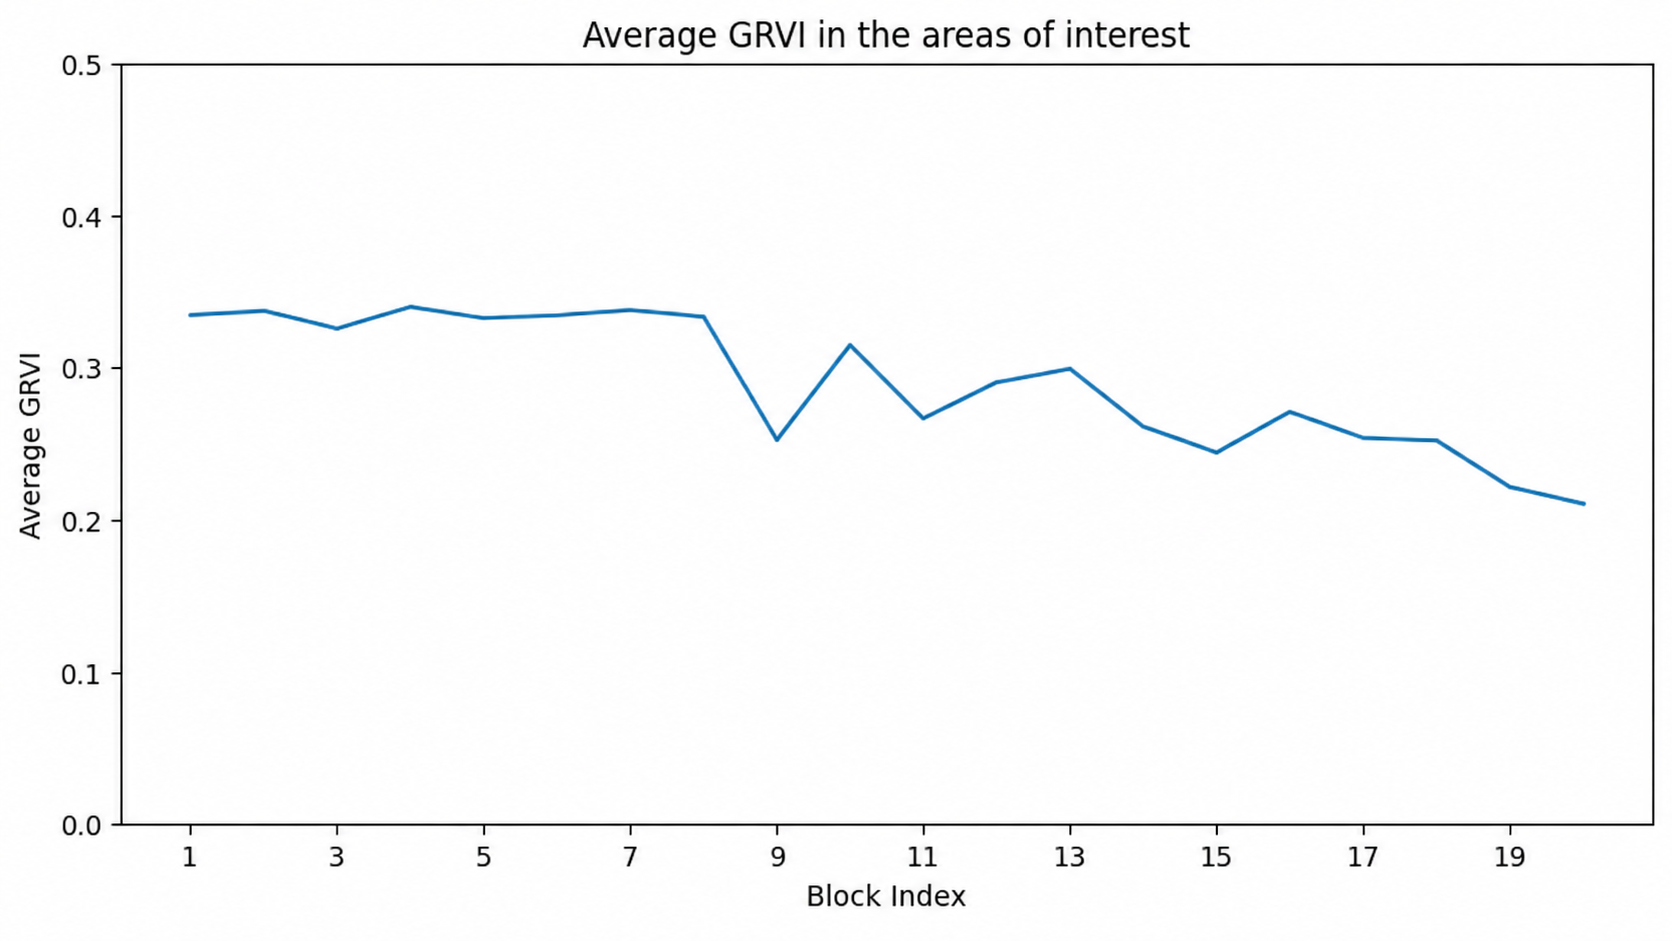 Average GRVI in the areas of interest
0.5
0.4
0.3
0.2
0.1
0.0
Average GRVI
1 3 5 7 9 11 13 15 17 19
Block Index